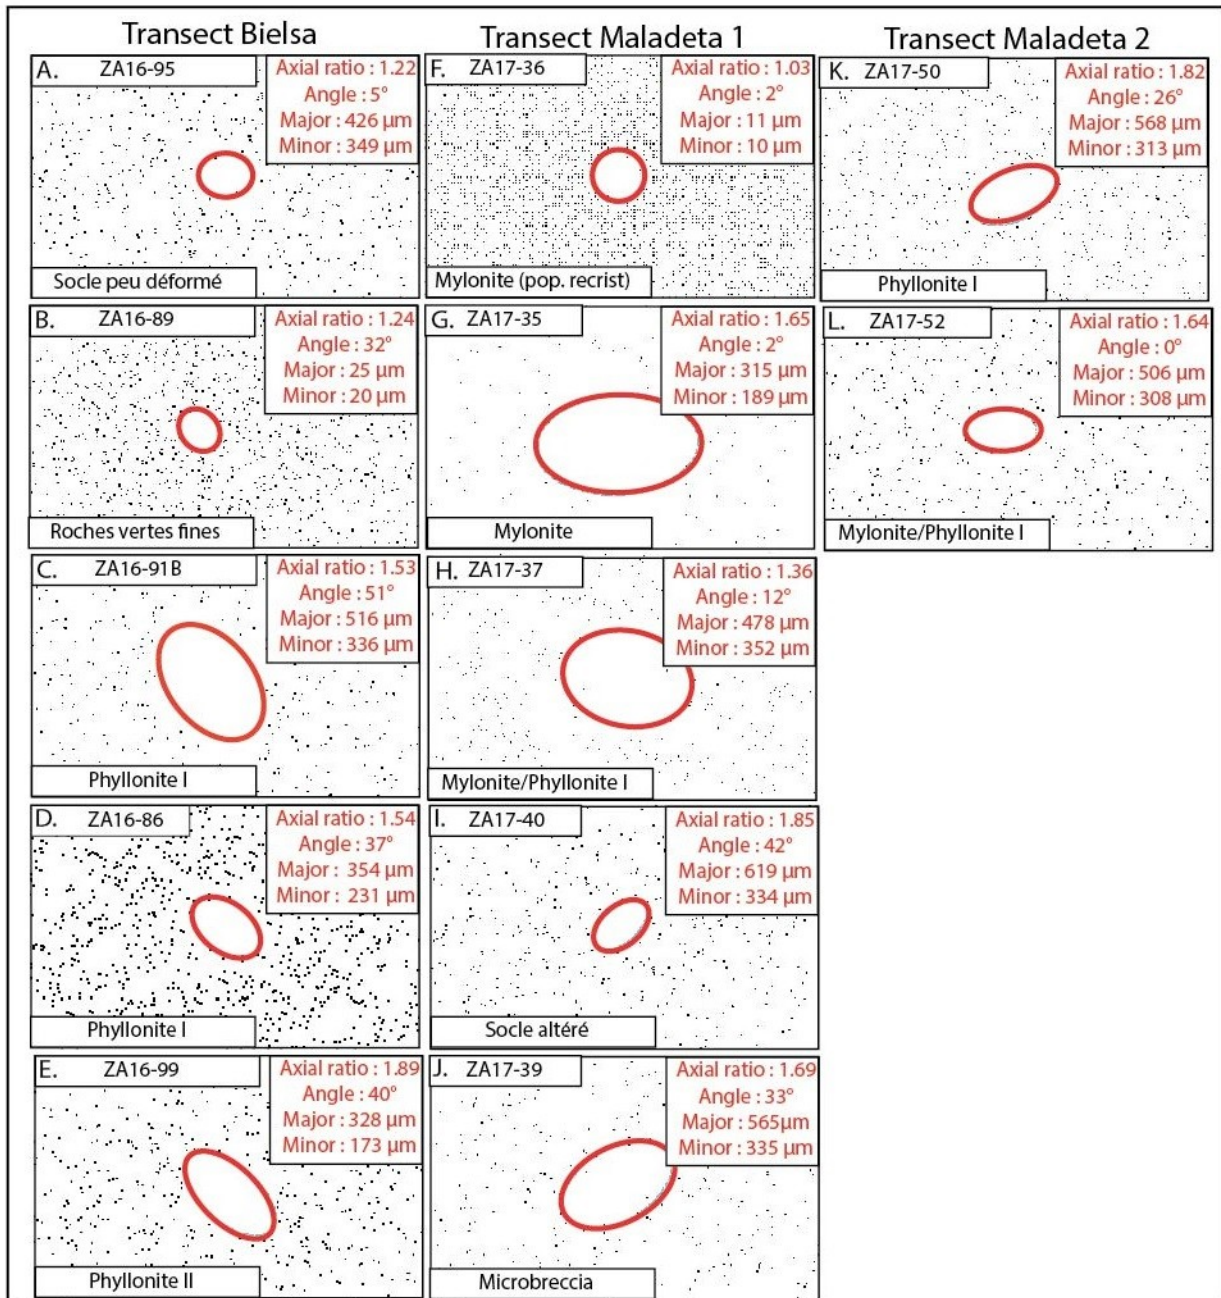 Transect Bielsa
A.
ZA16-95
Axial ratio : 1.22
Angle : 5°
Major : 426 µm
Minor : 349 µm
Socle peu déformé
B.
ZA16-89
Axial ratio : 1.24
Angle : 32°
Major : 25 µm
Minor : 20 µm
Roches vertes fines
C.
ZA16-91B
Axial ratio : 1.53
Angle : 51°
Major : 516 µm
Minor : 336 µm
Phyllonite I
D.
ZA16-86
Axial ratio : 1.54
Angle : 37°
Major : 354 µm
Minor : 231 µm
Phyllonite I
E.
ZA16-99
Axial ratio : 1.89
Angle : 40°
Major : 328 µm
Minor : 173 µm
Phyllonite II
Transect Maladeta 1
F.
ZA17-36
Axial ratio : 1.03
Angle : 2°
Major : 11 µm
Minor : 10 µm
Mylonite (pop. recrist)
G.
ZA17-35
Axial ratio : 1.65
Angle : 2°
Major : 315 µm
Minor : 189 µm
Mylonite
H.
ZA17-37
Axial ratio : 1.36
Angle : 12°
Major : 478 µm
Minor : 352 µm
Mylonite/Phyllonite I
I.
ZA17-40
Axial ratio : 1.85
Angle : 42°
Major : 619 µm
Minor : 334 µm
Socle altéré
J.
ZA17-39
Axial ratio : 1.69
Angle : 33°
Major : 565µm
Minor : 335 µm
Microbreccia
Transect Maladeta 2
K.
ZA17-50
Axial ratio : 1.82
Angle : 26°
Major : 568 µm
Minor : 313 µm
Phyllonite I
L.
ZA17-52
Axial ratio : 1.64
Angle : 0°
Major : 506 µm
Minor : 308 µm
Mylonite/Phyllonite I